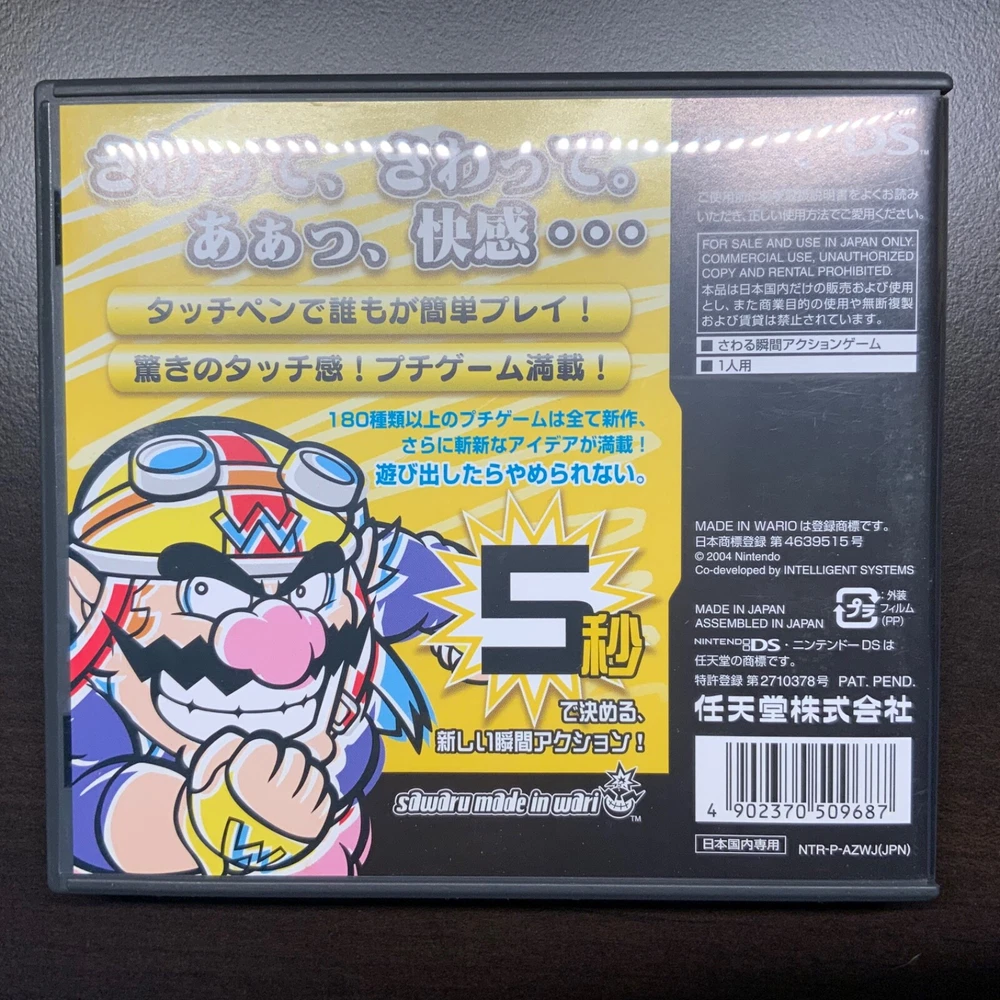 さわって、さわって。
あぁっ、快感・・・
タッチペンで誰もが簡単プレイ！
驚きのタッチ感！プチゲーム満載！
180種類以上のプチゲームは全て新作、
さらに斬新なアイデアが満載！
遊び出したらやめられない。
5秒
で決める、
新しい瞬間アクション！
sawaru made in wario
TM
W
W
DS
TM
ご使用前に
説明書をよくお読み
いただき、正しい使用方法でご愛用ください。
FOR SALE AND USE IN JAPAN ONLY.
COMMERCIAL USE, UNAUTHORIZED
COPY AND RENTAL PROHIBITED.
本品は日本国内だけの販売および使用
とし、また商業目的の使用や無断複製
および賃貸は禁止されています。
■ さわる瞬間アクションゲーム
■ 1人用
MADE IN WARIOは登録商標です。
日本商標登録 第4639515号
© 2004 Nintendo
Co-developed by INTELLIGENT SYSTEMS
MADE IN JAPAN
ASSEMBLED IN JAPAN
プラ
:外装
フィルム
(PP)
NINTENDO DS・ニンテンドーDSは
任天堂の商標です。
特許登録 第2710378号 PAT. PEND.
任天堂株式会社
4 902370 509687
日本国内専用
NTR-P-AZWJ(JPN)